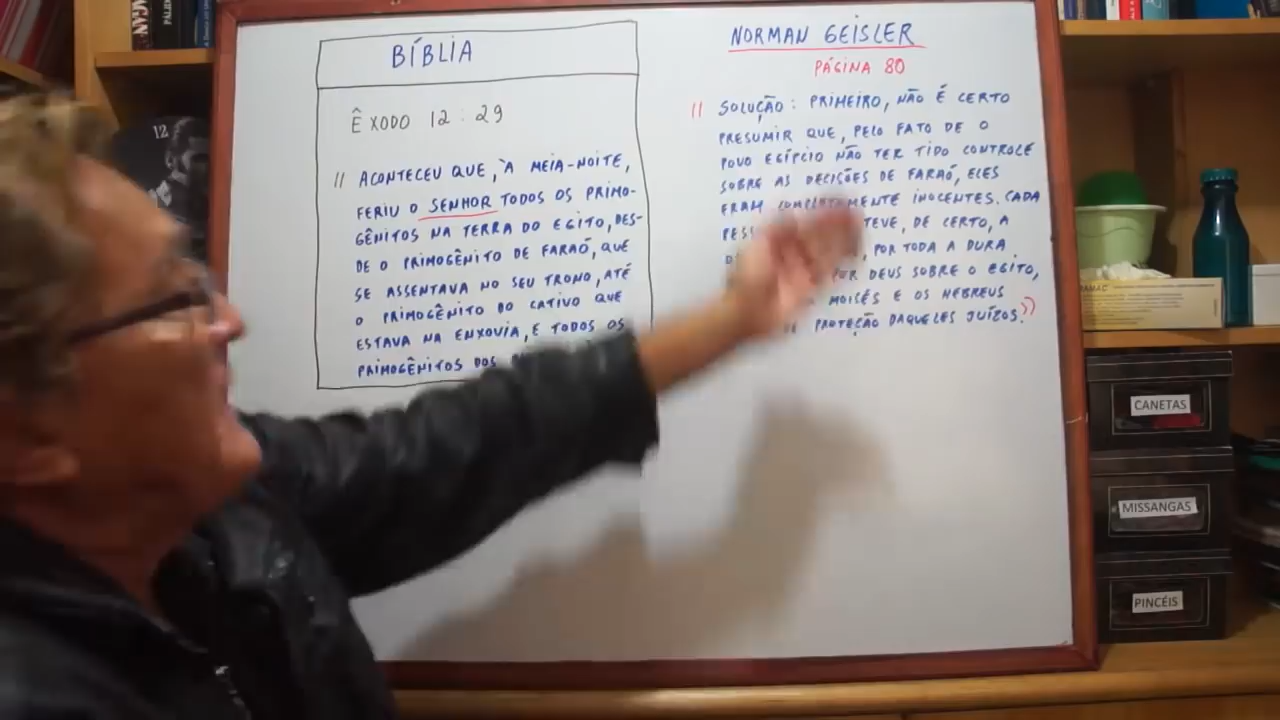 BÍBLIA
ÊXODO 12:29
" ACONTECEU QUE, À MEIA-NOITE,
FERIU O SENHOR TODOS OS PRIMO-
GÊNITOS NA TERRA DO EGITO, DES-
DE O PRIMOGÊNITO DE FARAÓ, QUE
SE ASSENTAVA NO SEU TRONO, ATÉ
O PRIMOGÊNITO DO CATIVO QUE
ESTAVA NA ENXOVIA, E TODOS OS
PRIMOGÊNITOS DOS
NORMAN GEISLER
PÁGINA 80
" SOLUÇÃO: PRIMEIRO, NÃO É CERTO
PRESUMIR QUE, PELO FATO DE O
POVO EGÍPCIO NÃO TER TIDO CONTROLE
SOBRE AS DECISÕES DE FARAÓ, ELES
ERAM COMPLETAMENTE INOCENTES. CADA
TEVE, DE CERTO, A
, POR TODA A DURA
POR DEUS SOBRE O EGITO,
MOISÉS E OS HEBREUS
PROTEÇÃO DAQUELES JUÍZOS."
12
CANETAS
MISSANGAS
PINCÉIS